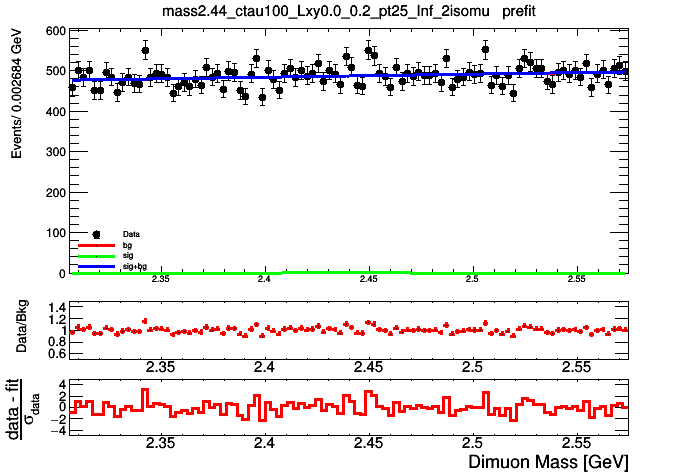 mass2.44_ctau100_Lxy0.0_0.2_pt25_Inf_2isomu prefit
Events/ 0.002684 GeV
600
500
400
300
200
100
0
Data
bg
sig
sig+bg
2.35 2.4 2.45 2.5 2.55
Data/Bkg
1.4
1.2
1
0.8
0.6
2.35 2.4 2.45 2.5 2.55
data - fit
σdata
4
2
0
−2
−4
2.35 2.4 2.45 2.5 2.55
Dimuon Mass [GeV]